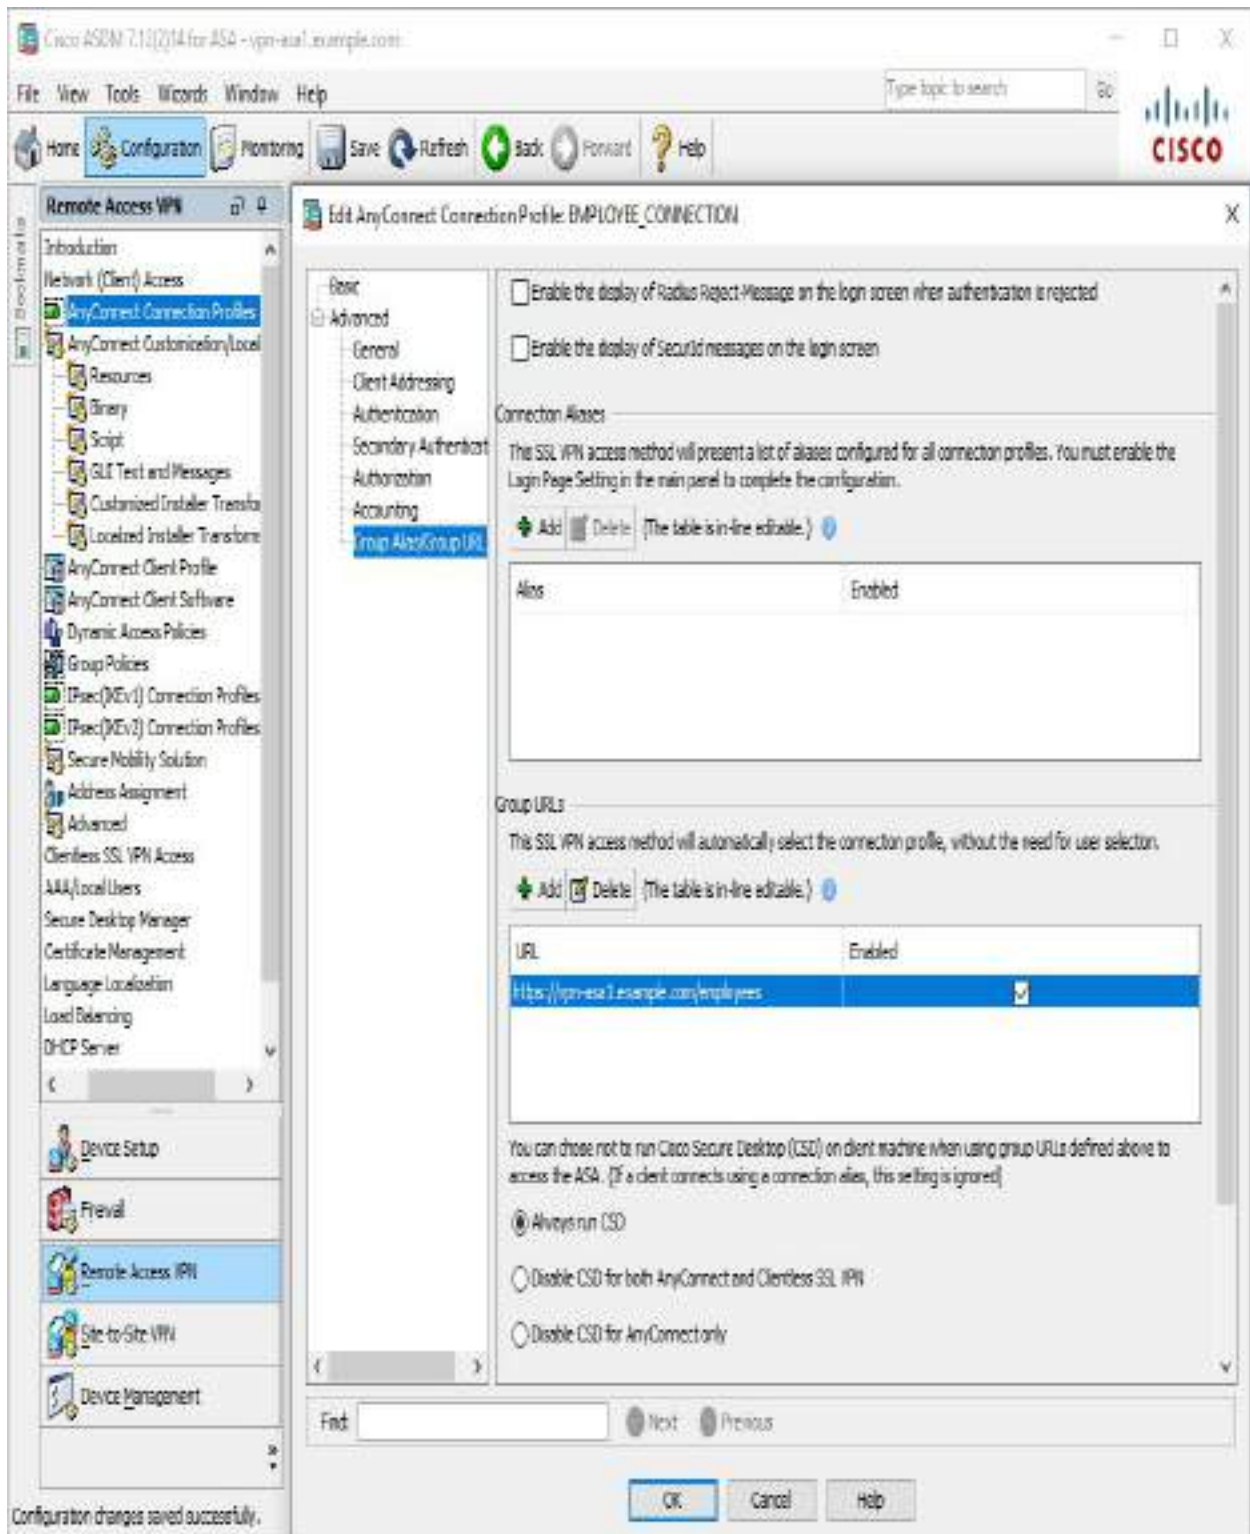 Cisco ASDM 7.12(2)14 for ASA - vpn-asa1.example.com
File View Tools Wizards Window Help
Type topic to search
Go
Home Configuration Monitoring Save Refresh Back Forward Help
CISCO
Bookmarks
Remote Access VPN
Introduction
Network (Client) Access
AnyConnect Connection Profiles
AnyConnect Customization/Local
Resources
Binary
Script
GUI Text and Messages
Customized Installer Transfo
Localized Installer Transform
AnyConnect Client Profile
AnyConnect Client Software
Dynamic Access Policies
Group Policies
IPsec(IKEv1) Connection Profiles
IPsec(IKEv2) Connection Profiles
Secure Mobility Solution
Address Assignment
Advanced
Clientless SSL VPN Access
AAA/Local Users
Secure Desktop Manager
Certificate Management
Language Localization
Load Balancing
DHCP Server
Device Setup
Firewall
Remote Access VPN
Site-to-Site VPN
Device Management
Configuration changes saved successfully.
Edit AnyConnect Connection Profile: EMPLOYEE_CONNECTION
Basic
Advanced
General
Client Addressing
Authentication
Secondary Authenticat
Authorization
Accounting
Group Alias/Group URL
Enable the display of Radius Reject-Message on the login screen when authentication is rejected
Enable the display of SecurId messages on the login screen
Connection Aliases
This SSL VPN access method will present a list of aliases configured for all connection profiles. You must enable the
Login Page Setting in the main panel to complete the configuration.
Add Delete (The table is in-line editable.)
Alias Enabled
Group URLs
This SSL VPN access method will automatically select the connection profile, without the need for user selection.
Add Delete (The table is in-line editable.)
URL Enabled
https://vpn-asa1.example.com/employees
You can chose not to run Cisco Secure Desktop (CSD) on client machine when using group URLs defined above to
access the ASA. (If a client connects using a connection alias, this setting is ignored)
Always run CSD
Disable CSD for both AnyConnect and Clientless SSL VPN
Disable CSD for AnyConnect only
Find: Next Previous
OK Cancel Help